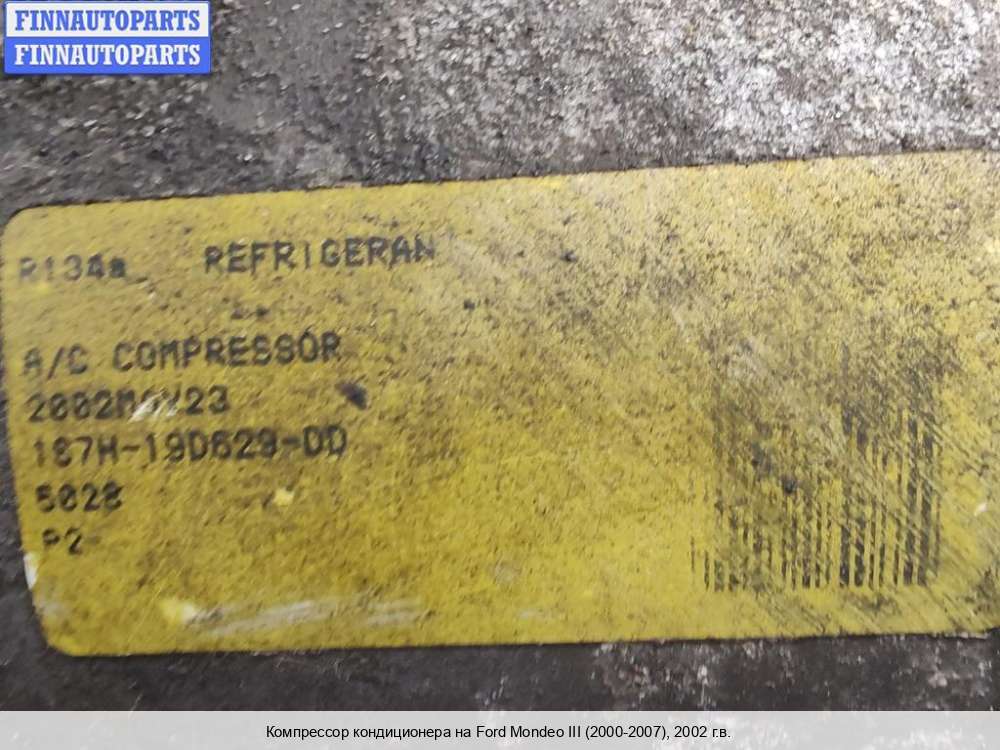 FINNAUTOPARTS
FINNAUTOPARTS
R134a REFRIGERAN
A/C COMPRESSOR
2002MAY23
1S7H-19D629-DD
5028
P2
Компрессор кондиционера на Ford Mondeo III (2000-2007), 2002 г.в.